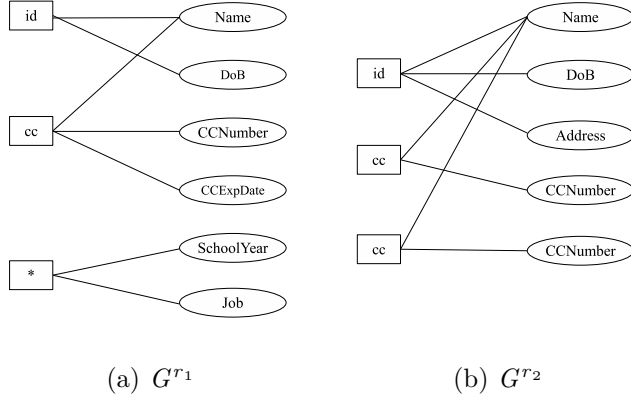 id
Name
DoB
cc
CCNumber
CCExpDate
*
SchoolYear
Job
(a) G^{r_1}
Name
id
DoB
Address
cc
CCNumber
cc
CCNumber
(b) G^{r_2}